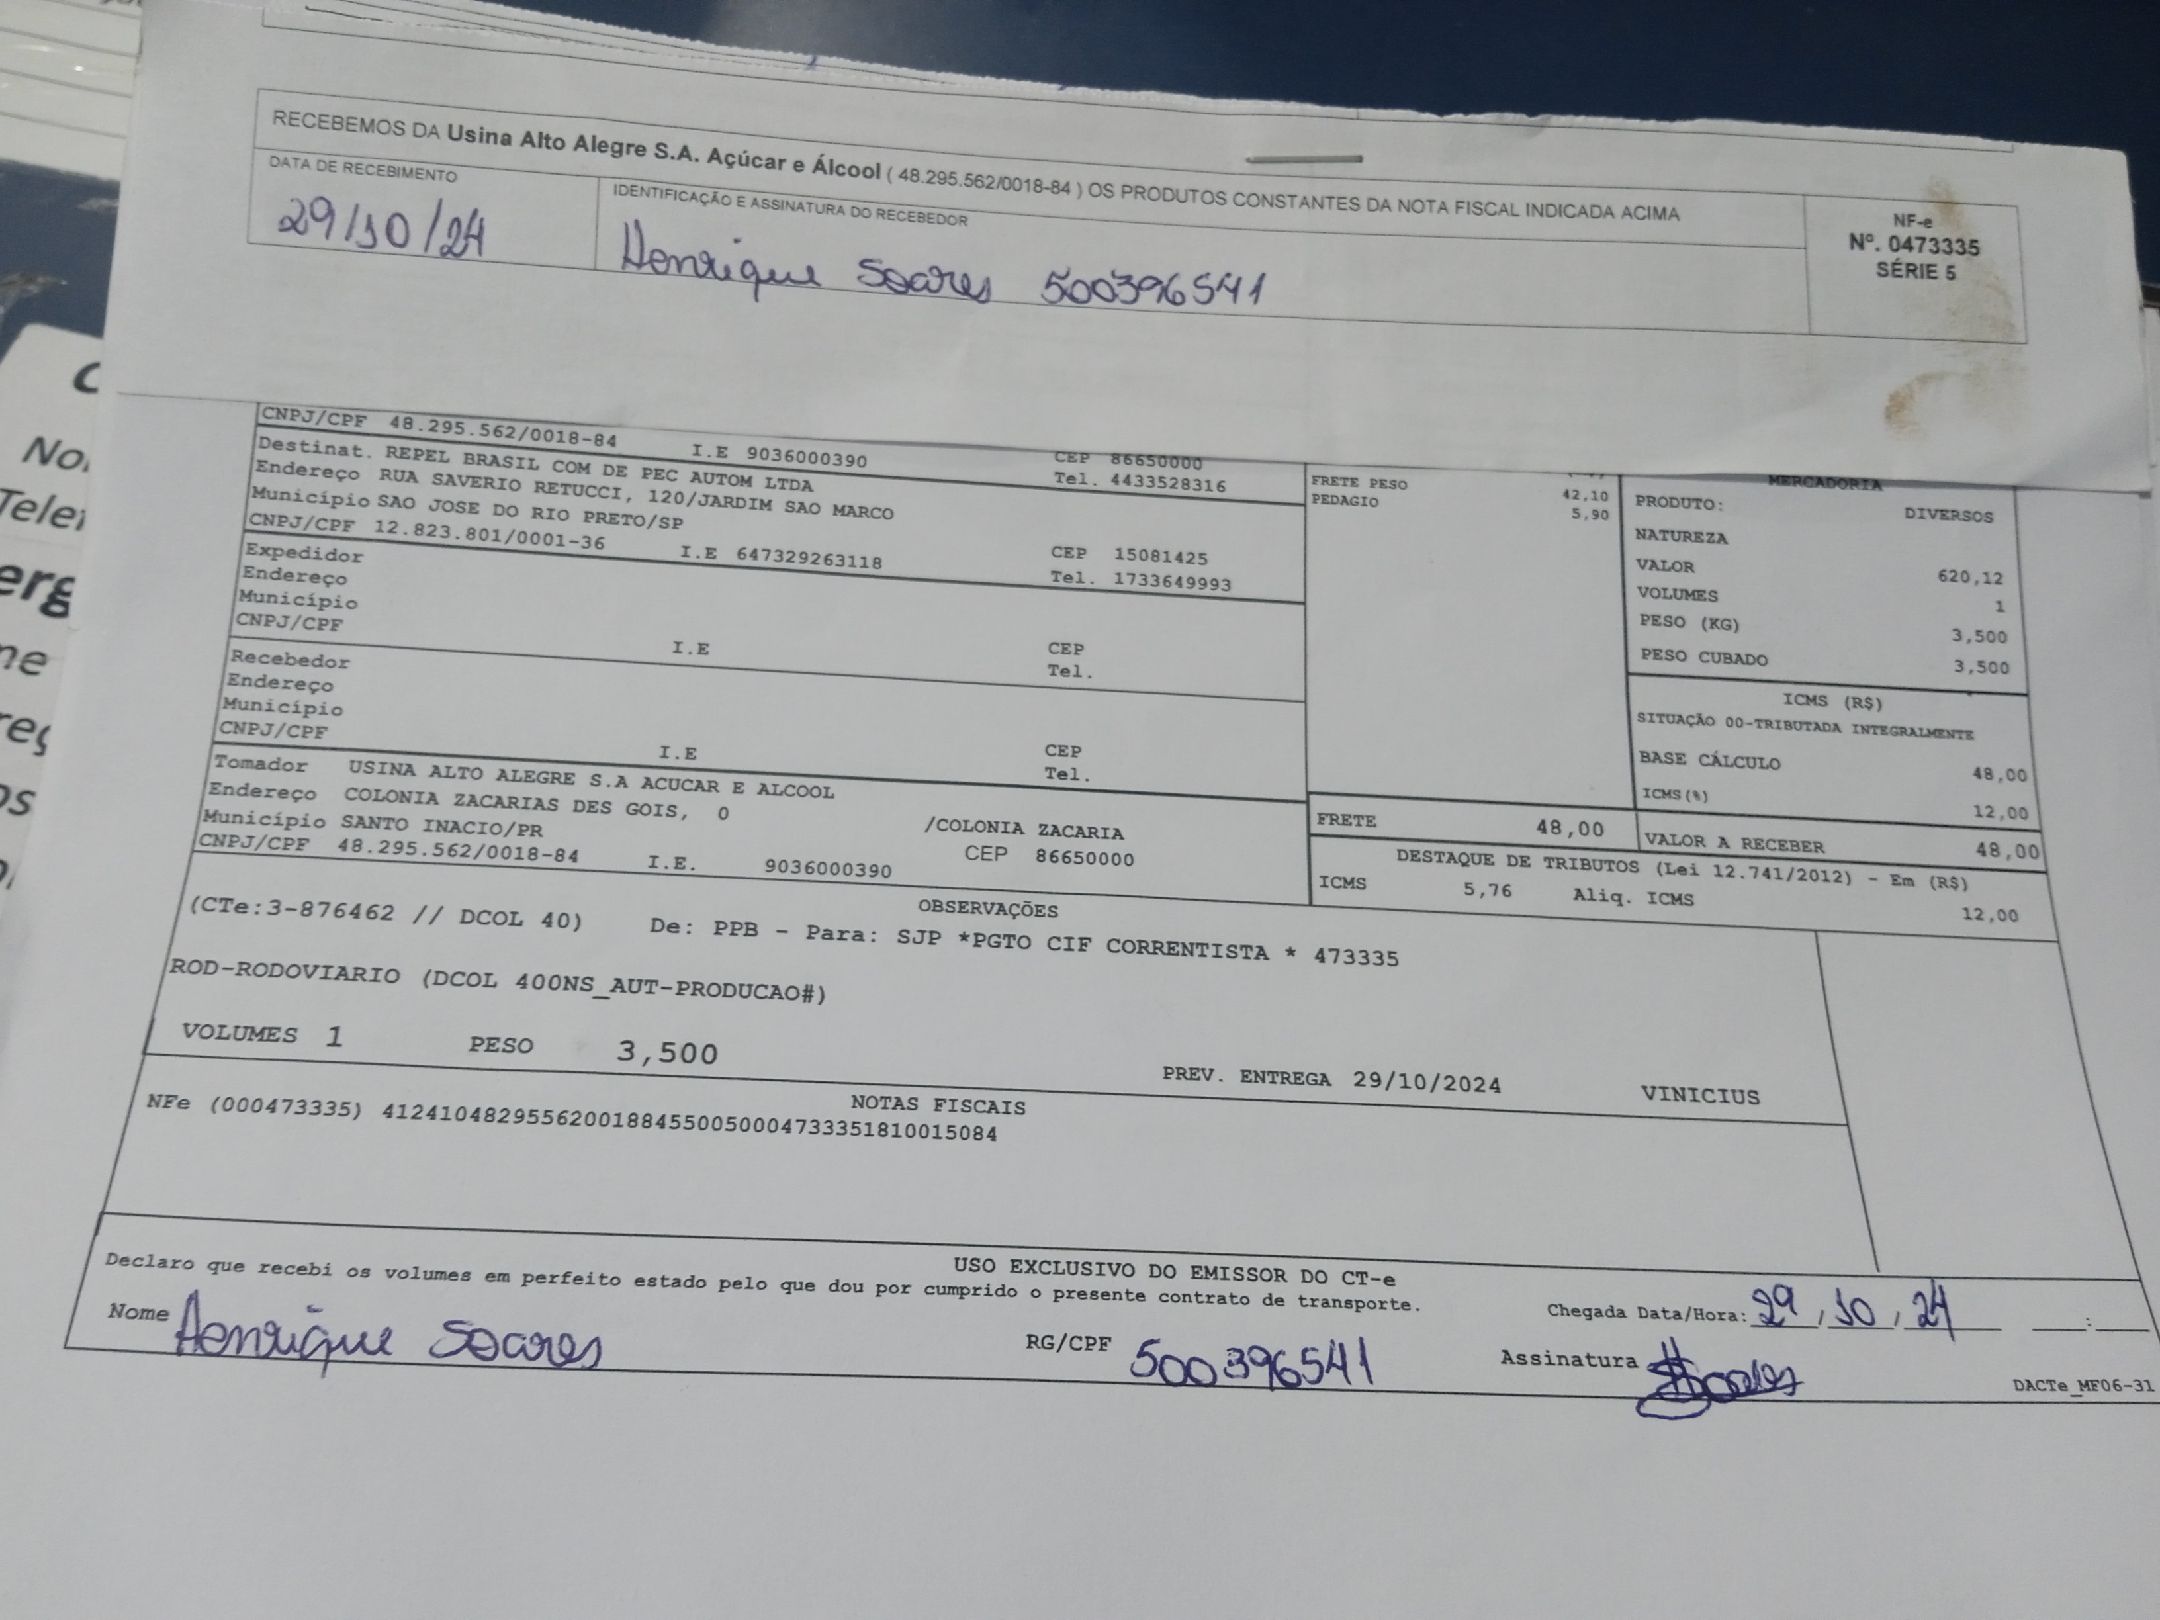 RECEBEMOS DA Usina Alto Alegre S.A. Açúcar e Álcool ( 48.295.562/0018-84 ) OS PRODUTOS CONSTANTES DA NOTA FISCAL INDICADA ACIMA
DATA DE RECEBIMENTO
29/10/24
IDENTIFICAÇÃO E ASSINATURA DO RECEBEDOR
Henrique Soares 500396541
NF-e
Nº. 0473335
SÉRIE 5
CNPJ/CPF 48.295.562/0018-84 I.E 9036000390 CEP 86650000
Tel. 4433528316
Destinat. REPEL BRASIL COM DE PEC AUTOM LTDA
Endereço RUA SAVERIO RETUCCI, 120/JARDIM SAO MARCO
Município SAO JOSE DO RIO PRETO/SP CEP 15081425
CNPJ/CPF 12.823.801/0001-36 I.E 647329263118 Tel. 1733649993
Expedidor
Endereço
Município CEP
CNPJ/CPF I.E Tel.
Recebedor
Endereço
Município CEP
CNPJ/CPF I.E Tel.
Tomador USINA ALTO ALEGRE S.A ACUCAR E ALCOOL
Endereço COLONIA ZACARIAS DES GOIS, 0 /COLONIA ZACARIA
Município SANTO INACIO/PR CEP 86650000
CNPJ/CPF 48.295.562/0018-84 I.E. 9036000390
FRETE PESO 42,10
PEDAGIO 5,90
FRETE 48,00
MERCADORIA
PRODUTO: DIVERSOS
NATUREZA
VALOR 620,12
VOLUMES 1
PESO (KG) 3,500
PESO CUBADO 3,500
ICMS (R$)
SITUAÇÃO 00-TRIBUTADA INTEGRALMENTE
BASE CÁLCULO 48,00
ICMS(%) 12,00
VALOR A RECEBER 48,00
DESTAQUE DE TRIBUTOS (Lei 12.741/2012) - Em (R$)
ICMS 5,76 Aliq. ICMS 12,00
OBSERVAÇÕES
(CTe:3-876462 // DCOL 40) De: PPB - Para: SJP *PGTO CIF CORRENTISTA * 473335
ROD-RODOVIARIO (DCOL 400NS_AUT-PRODUCAO#)
VOLUMES 1 PESO 3,500 PREV. ENTREGA 29/10/2024 VINICIUS
NOTAS FISCAIS
NFe (000473335) 41241048295562001884550050004733351810015084
USO EXCLUSIVO DO EMISSOR DO CT-e
Declaro que recebi os volumes em perfeito estado pelo que dou por cumprido o presente contrato de transporte.
Chegada Data/Hora: 29/10/24 __:__
Nome Henrique Soares RG/CPF 500396541 Assinatura
DACTe_MF06-31